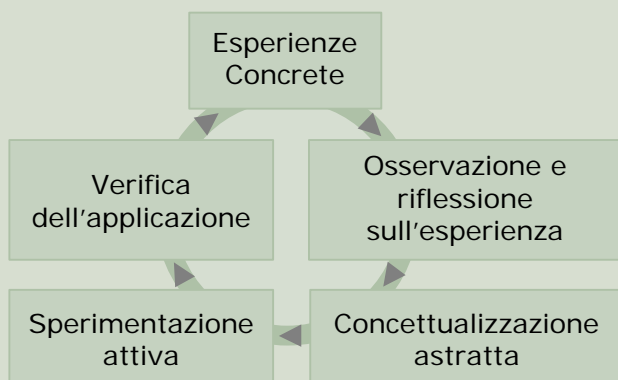 Esperienze
Concrete
Osservazione e
riflessione
sull'esperienza
Concettualizzazione
astratta
Sperimentazione
attiva
Verifica
dell'applicazione